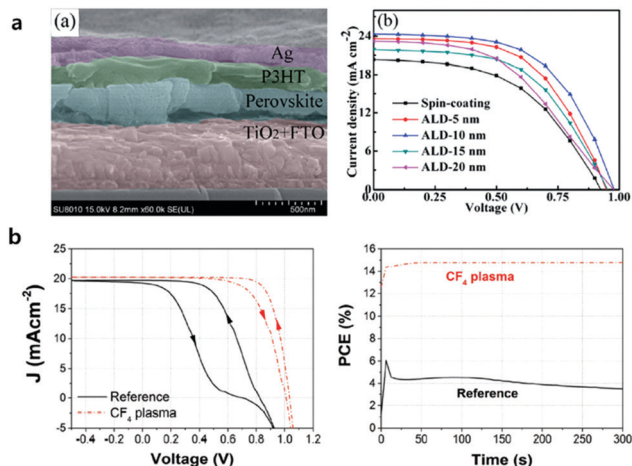 a
(a)
Ag
P3HT
Perovskite
TiO2+FTO
SU8010 15.0kV 8.2mm x60.0k SE(UL)
500nm
(b)
Current density (mA cm-2)
24
18
12
6
0
Spin-coating
ALD-5 nm
ALD-10 nm
ALD-15 nm
ALD-20 nm
0.00 0.25 0.50 0.75 1.00
Voltage (V)
b
J (mAcm-2)
25
20
15
10
5
0
-5
Reference
CF4 plasma
-0.4 -0.2 0.0 0.2 0.4 0.6 0.8 1.0 1.2
Voltage (V)
PCE (%)
16
14
12
10
8
6
4
2
0
CF4 plasma
Reference
0 50 100 150 200 250 300
Time (s)